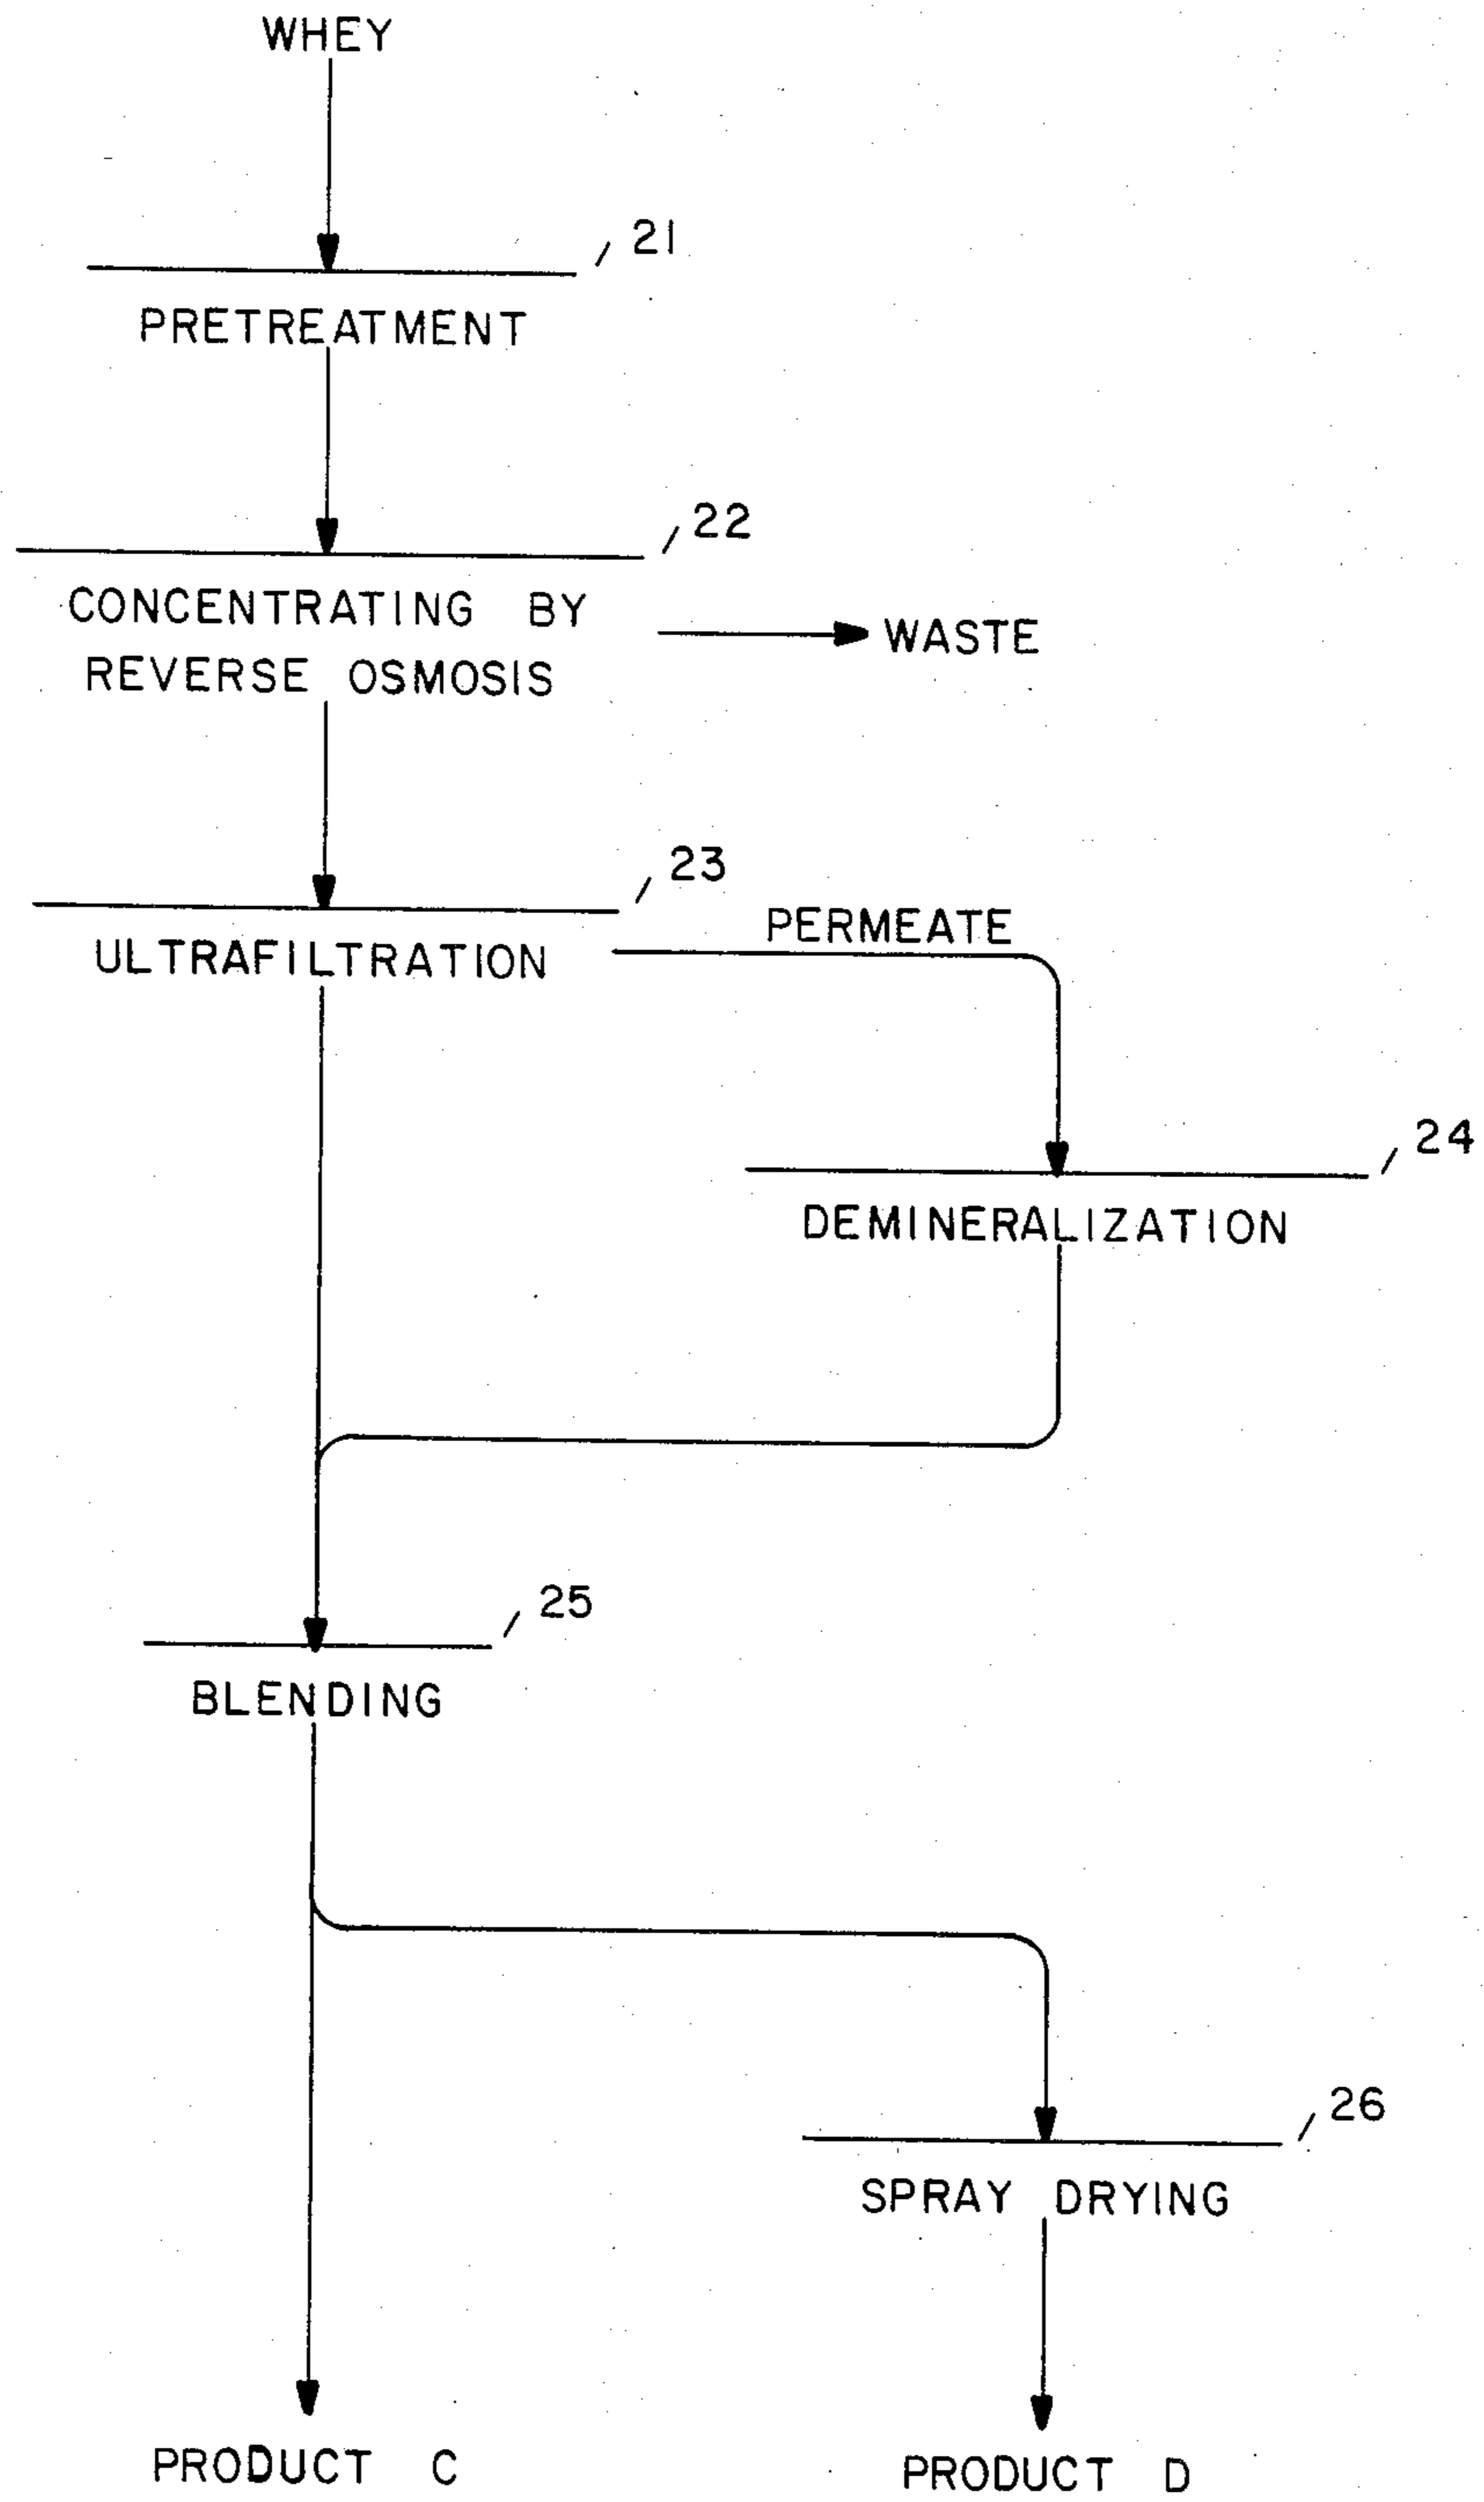 WHEY
21
PRETREATMENT
22
CONCENTRATING BY
REVERSE OSMOSIS
WASTE
23
PERMEATE
ULTRAFILTRATION
24
DEMINERALIZATION
25
BLENDING
26
SPRAY DRYING
PRODUCT C
PRODUCT D